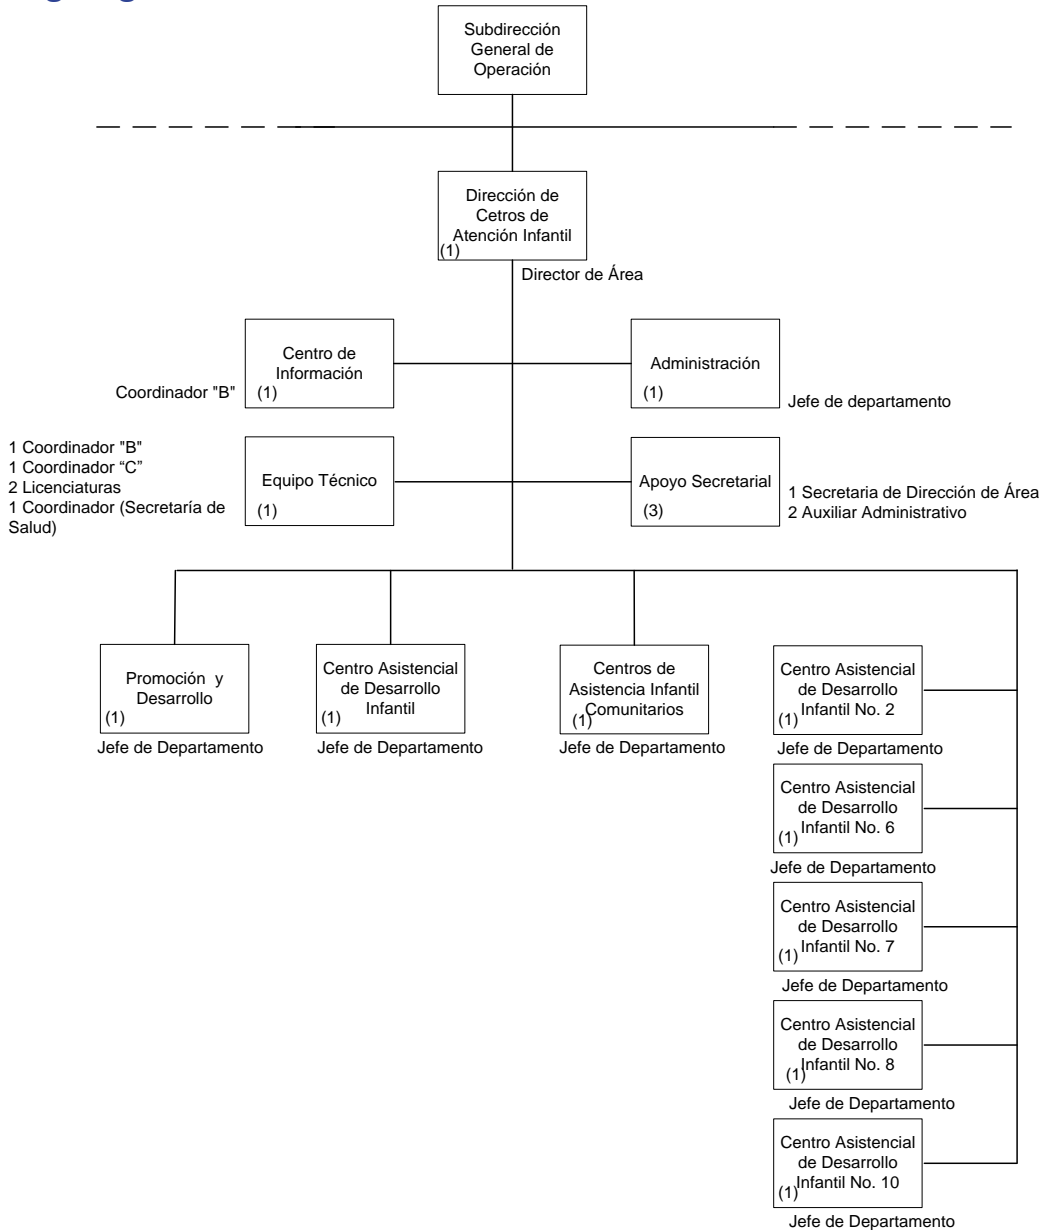 Subdirección
General de
Operación
Dirección de
Cetros de
Atención Infantil
(1)
Director de Área
Centro de
Información
(1)
Coordinador "B"
Administración
(1)
Jefe de departamento
1 Coordinador "B"
1 Coordinador “C”
2 Licenciaturas
1 Coordinador (Secretaría de
Salud)
Equipo Técnico
(1)
Apoyo Secretarial
(3)
1 Secretaria de Dirección de Área
2 Auxiliar Administrativo
Promoción y
Desarrollo
(1)
Jefe de Departamento
Centro Asistencial
de Desarrollo
Infantil
(1)
Jefe de Departamento
Centros de
Asistencia Infantil
Comunitarios
(1)
Jefe de Departamento
Centro Asistencial
de Desarrollo
Infantil No. 2
(1)
Jefe de Departamento
Centro Asistencial
de Desarrollo
Infantil No. 6
(1)
Jefe de Departamento
Centro Asistencial
de Desarrollo
Infantil No. 7
(1)
Jefe de Departamento
Centro Asistencial
de Desarrollo
Infantil No. 8
(1)
Jefe de Departamento
Centro Asistencial
de Desarrollo
Infantil No. 10
(1)
Jefe de Departamento